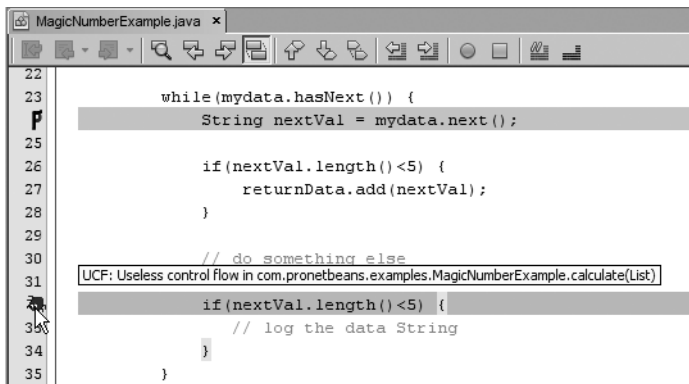 MagicNumberExample.java ×
22
23 while(mydata.hasNext()) {
String nextVal = mydata.next();
25
26 if(nextVal.length()<5) {
27 returnData.add(nextVal);
28 }
29
30 // do something else
UCF: Useless control flow in com.pronetbeans.examples.MagicNumberExample.calculate(List)
31
if(nextVal.length()<5) {
33 // log the data String
34 }
35 }